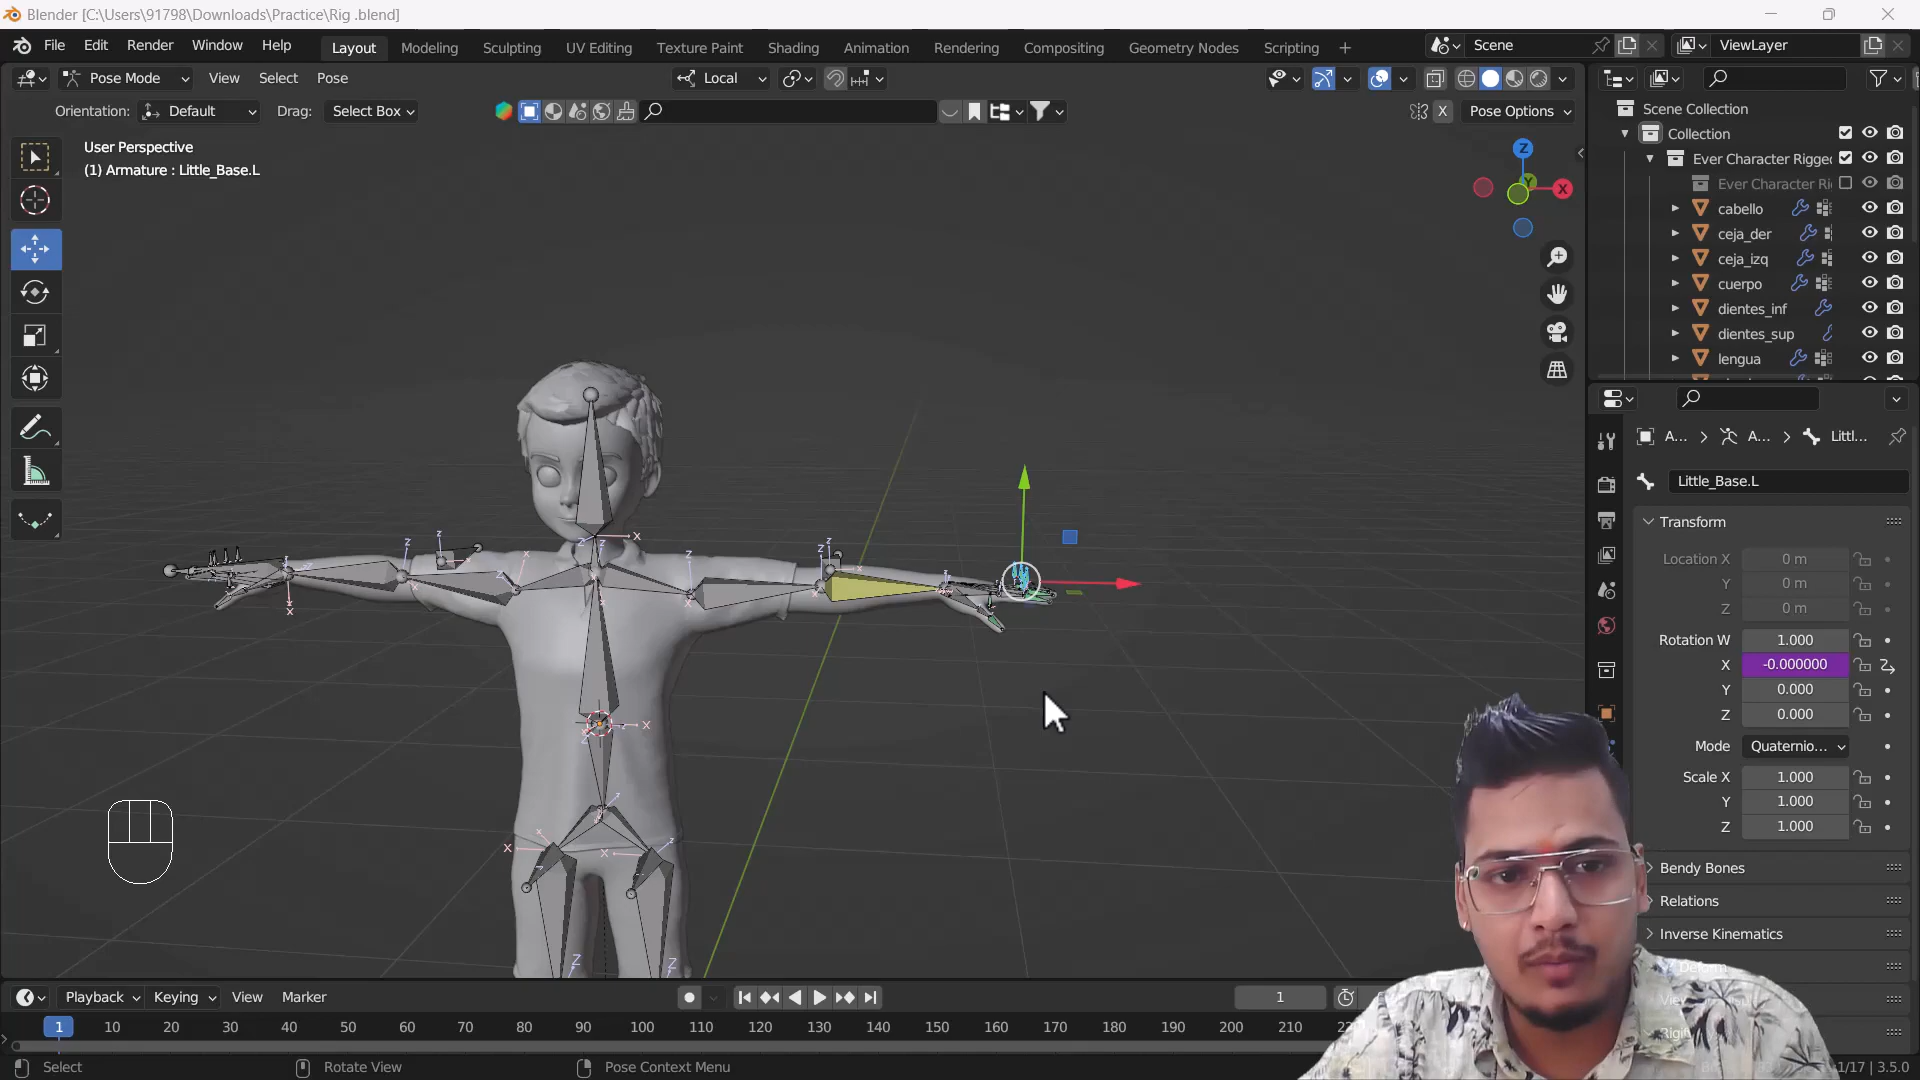 Blender [C:\Users\91798\Downloads\Practice\Rig .blend]
File Edit Render Window Help
Layout Modeling Sculpting UV Editing Texture Paint Shading Animation Rendering Compositing Geometry Nodes Scripting +
Scene
ViewLayer
Pose Mode View Select Pose
Local
Orientation: Default Drag: Select Box
X
Pose Options
User Perspective
(1) Armature : Little_Base.L
Z
X
Scene Collection
Collection
Ever Character Rigge
Ever Character Ri
cabello
ceja_der
ceja_izq
cuerpo
dientes_inf
dientes_sup
lengua
A... > A... > Littl...
Little_Base.L
Transform
Location X 0 m
Y 0 m
Z 0 m
Rotation W 1.000
X -0.000000
Y 0.000
Z 0.000
Mode Quaternio...
Scale X 1.000
Y 1.000
Z 1.000
Bendy Bones
Relations
Inverse Kinematics
Deform
Playback Keying View Marker
1
1 10 20 30 40 50 60 70 80 90 100 110 120 130 140 150 160 170 180 190 200 210
Select Rotate View Pose Context Menu
1/17 | 3.5.0